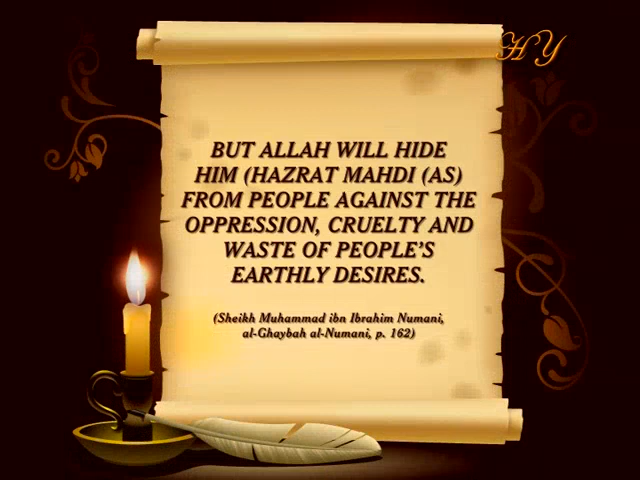 HY
BUT ALLAH WILL HIDE
HIM (HAZRAT MAHDI (AS)
FROM PEOPLE AGAINST THE
OPPRESSION, CRUELTY AND
WASTE OF PEOPLE'S
EARTHLY DESIRES.
(Sheikh Muhammad ibn Ibrahim Numani,
al-Ghaybah al-Numani, p. 162)